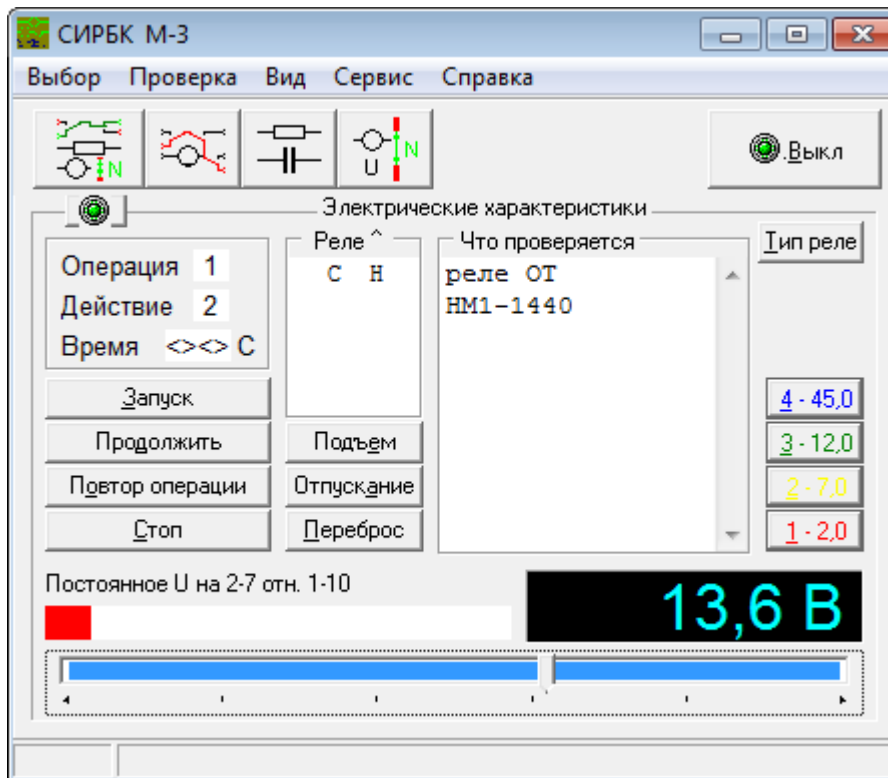 СИРБК М-3
Выбор Проверка Вид Сервис Справка
N
N
U
.Выкл
Электрические характеристики
Реле ^
Что проверяется
Тип реле
Операция 1
Действие 2
Время <><> С
С Н
реле ОТ
НМ1-1440
Запуск
Продолжить
Повтор операции
Стоп
Подъем
Отпускание
Переброс
4 - 45,0
3 - 12,0
2 - 7,0
1 - 2,0
Постоянное U на 2-7 отн. 1-10
13,6 В